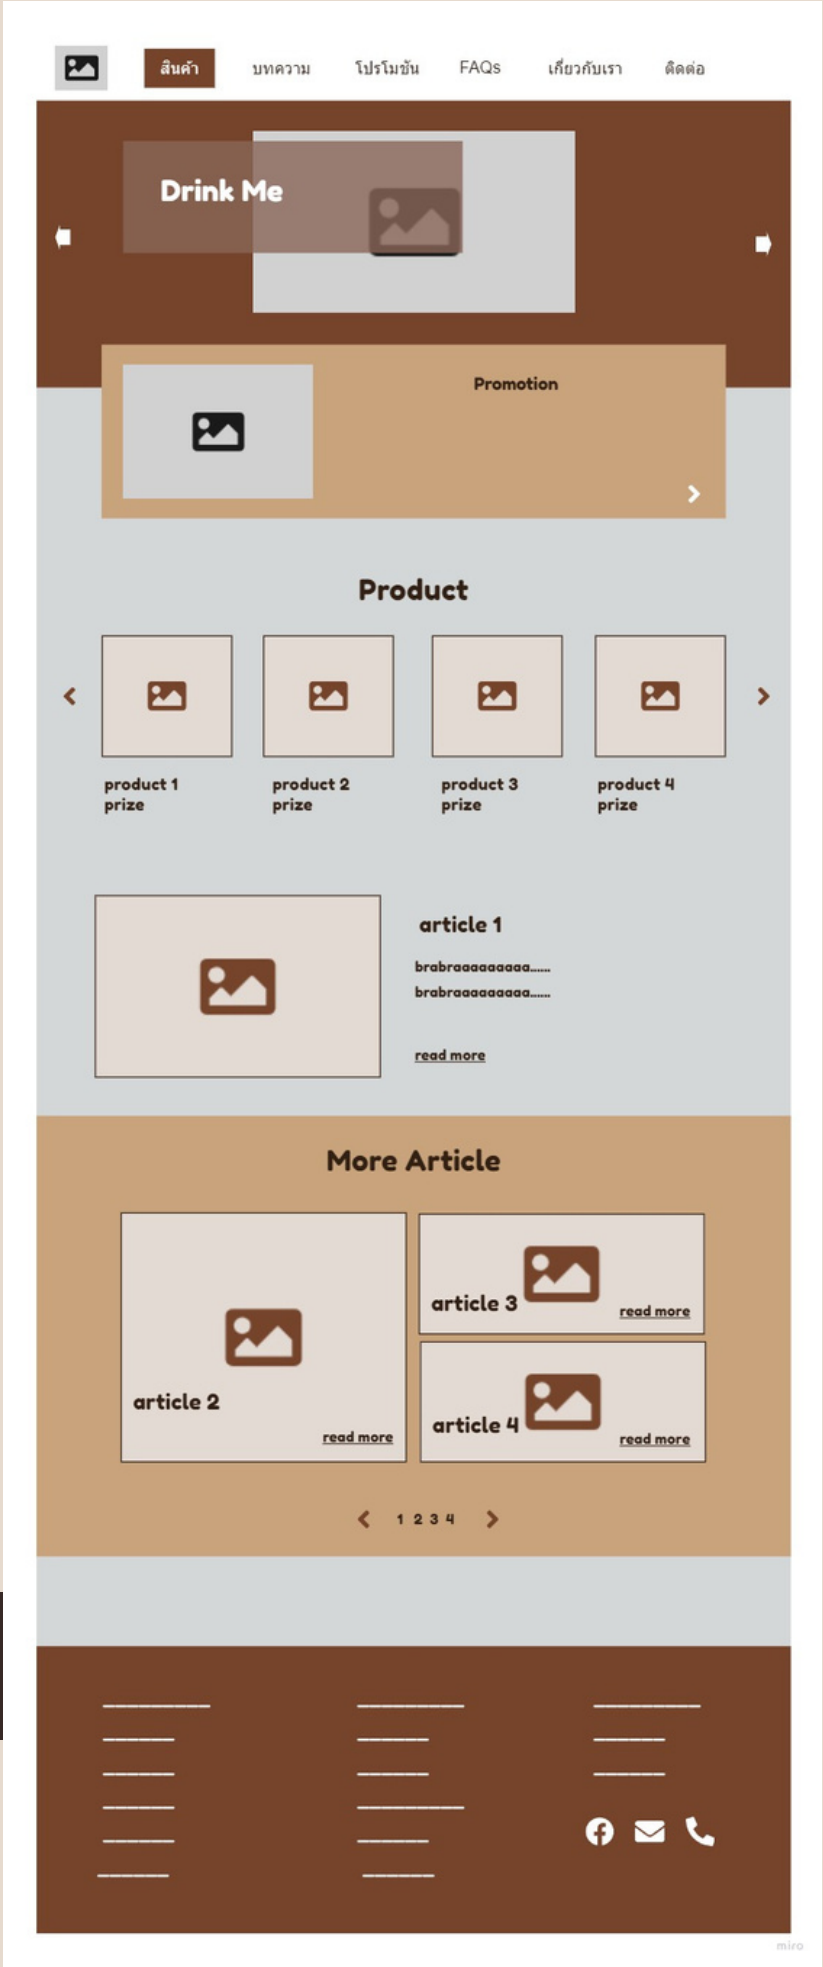 สินค้า บทความ โปรโมชัน FAQs เกี่ยวกับเรา ติดต่อ
Drink Me
Promotion
Product
product 1
prize
product 2
prize
product 3
prize
product 4
prize
article 1
brabraaaaaaaaa......
brabraaaaaaaaa......
read more
More Article
article 2
read more
article 3
read more
article 4
read more
1 2 3 4
miro